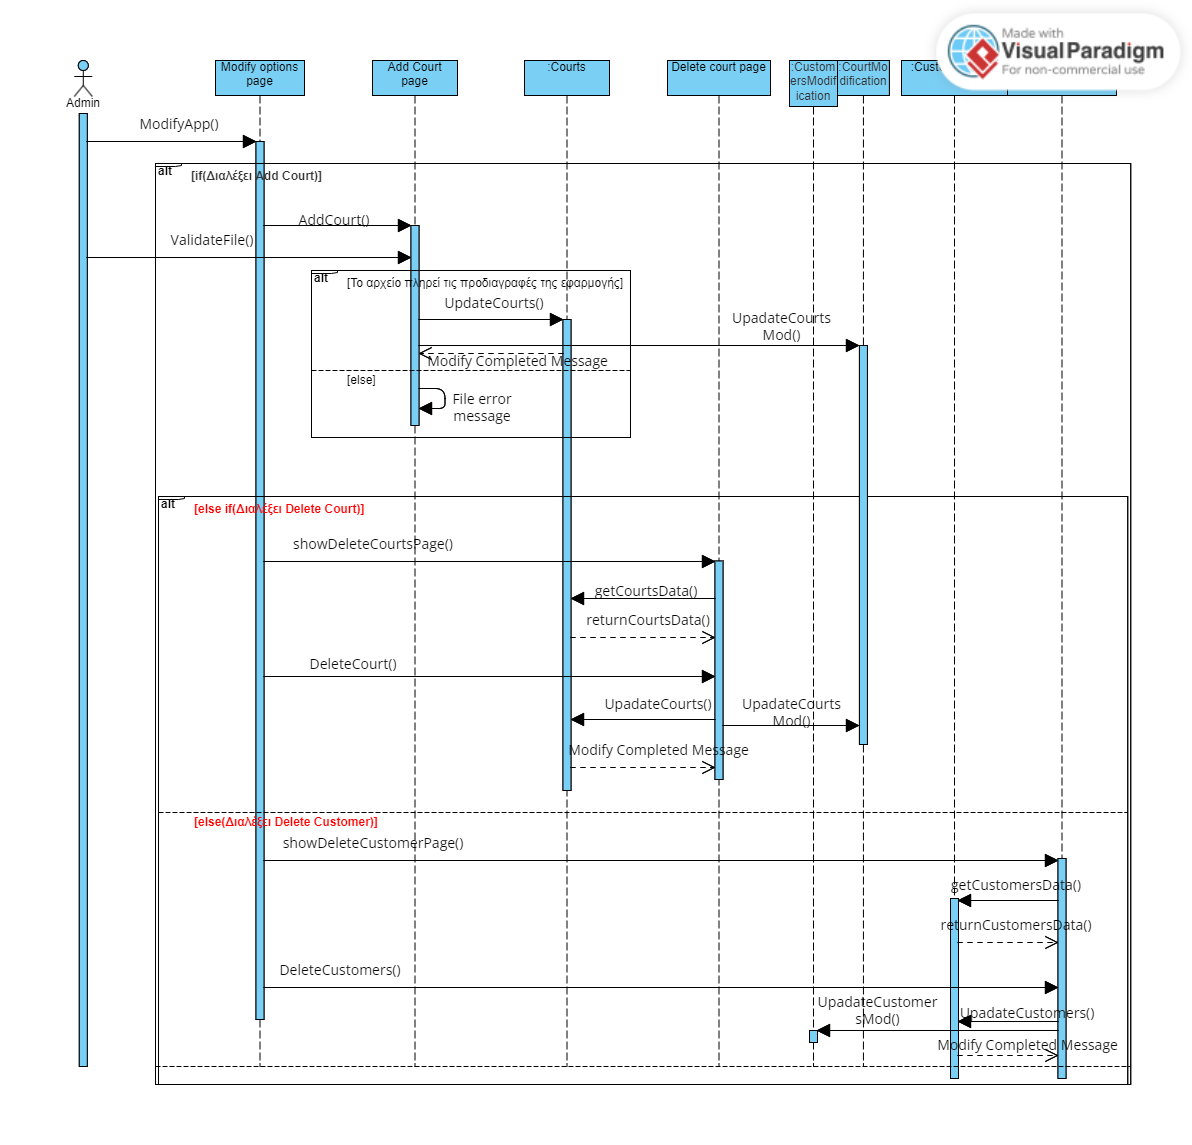 Made with
VisualParadigm
For non-commercial use
Admin
Modify options
page
Add Court
page
:Courts
Delete court page
:Custom
ersModif
ication
:CourtMo
dification
ModifyApp()
alt
[if(Διαλέξει Add Court)]
AddCourt()
ValidateFile()
alt
[Το αρχείο πληρεί τις προδιαγραφές της εφαρμογής]
UpdateCourts()
UpadateCourts
Mod()
Modify Completed Message
[else]
File error
message
alt
[else if(Διαλέξει Delete Court)]
showDeleteCourtsPage()
getCourtsData()
returnCourtsData()
DeleteCourt()
UpadateCourts()
UpadateCourts
Mod()
Modify Completed Message
[else(Διαλέξει Delete Customer)]
showDeleteCustomerPage()
getCustomersData()
returnCustomersData()
DeleteCustomers()
UpadateCustomer
sMod()
UpadateCustomers()
Modify Completed Message